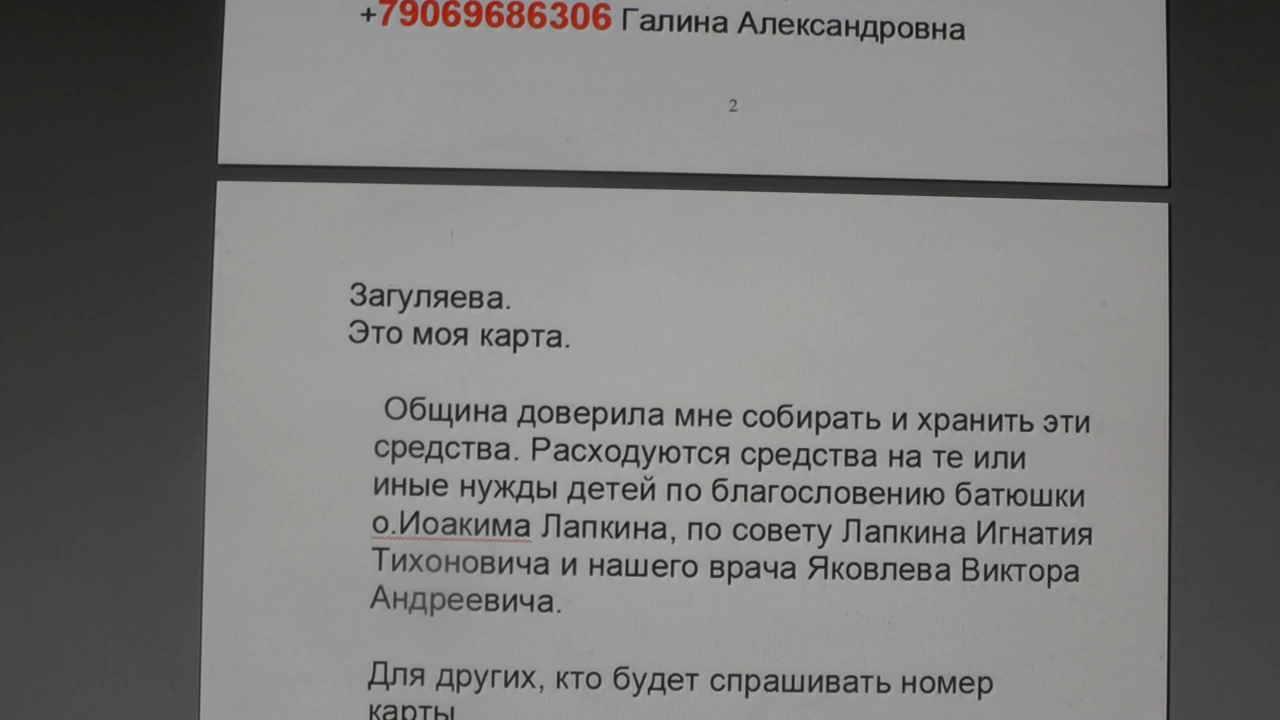 +79069686306 Галина Александровна
2
Загуляева.
Это моя карта.
Община доверила мне собирать и хранить эти
средства. Расходуются средства на те или
иные нужды детей по благословению батюшки
о.Иоакима Лапкина, по совету Лапкина Игнатия
Тихоновича и нашего врача Яковлева Виктора
Андреевича.
Для других, кто будет спрашивать номер
карты